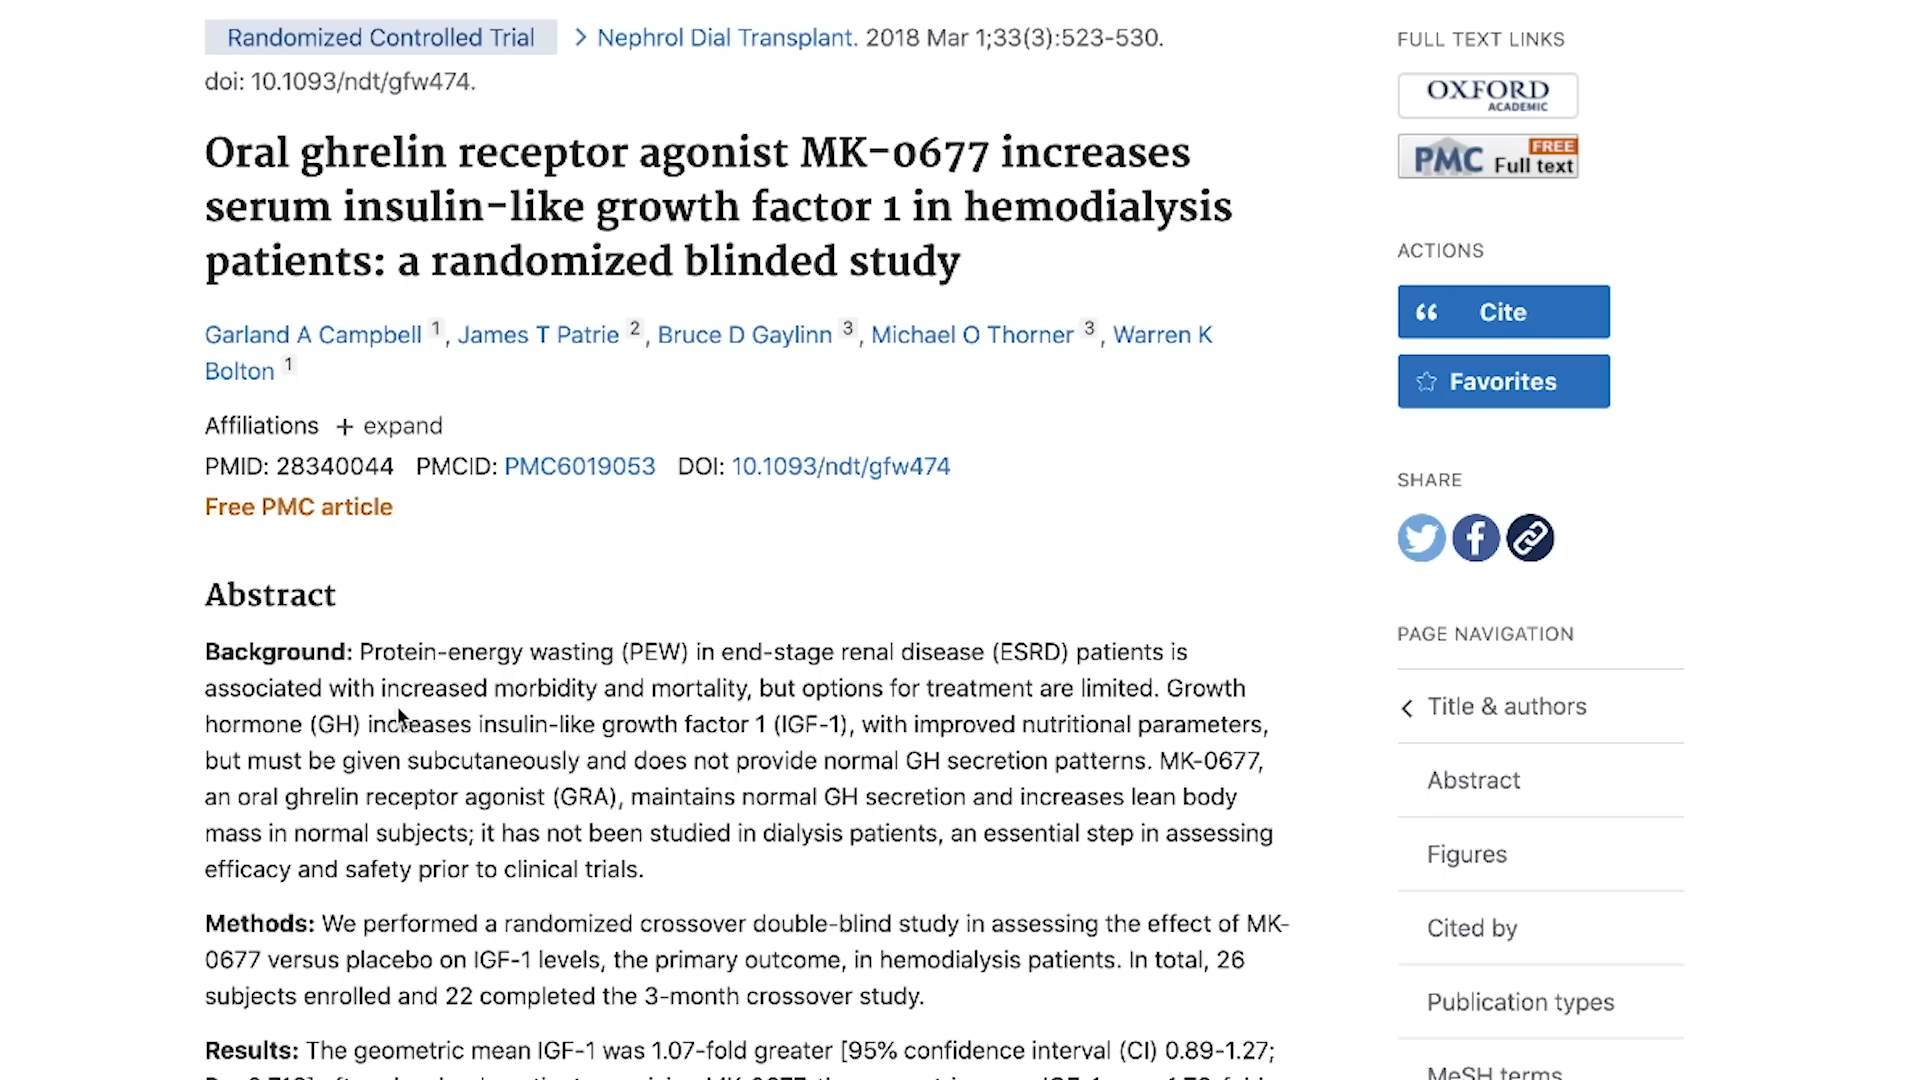 Randomized Controlled Trial > Nephrol Dial Transplant. 2018 Mar 1;33(3):523-530.
doi: 10.1093/ndt/gfw474.
Oral ghrelin receptor agonist MK-0677 increases
serum insulin-like growth factor 1 in hemodialysis
patients: a randomized blinded study
Garland A Campbell 1, James T Patrie 2, Bruce D Gaylinn 3, Michael O Thorner 3, Warren K
Bolton 1
Affiliations + expand
PMID: 28340044 PMCID: PMC6019053 DOI: 10.1093/ndt/gfw474
Free PMC article
Abstract
Background: Protein-energy wasting (PEW) in end-stage renal disease (ESRD) patients is
associated with increased morbidity and mortality, but options for treatment are limited. Growth
hormone (GH) increases insulin-like growth factor 1 (IGF-1), with improved nutritional parameters,
but must be given subcutaneously and does not provide normal GH secretion patterns. MK-0677,
an oral ghrelin receptor agonist (GRA), maintains normal GH secretion and increases lean body
mass in normal subjects; it has not been studied in dialysis patients, an essential step in assessing
efficacy and safety prior to clinical trials.
Methods: We performed a randomized crossover double-blind study in assessing the effect of MK-
0677 versus placebo on IGF-1 levels, the primary outcome, in hemodialysis patients. In total, 26
subjects enrolled and 22 completed the 3-month crossover study.
Results: The geometric mean IGF-1 was 1.07-fold greater [95% confidence interval (CI) 0.89-1.27;
FULL TEXT LINKS
OXFORD
ACADEMIC
PMC FREE
Full text
ACTIONS
Cite
Favorites
SHARE
PAGE NAVIGATION
Title & authors
Abstract
Figures
Cited by
Publication types
MeSH terms